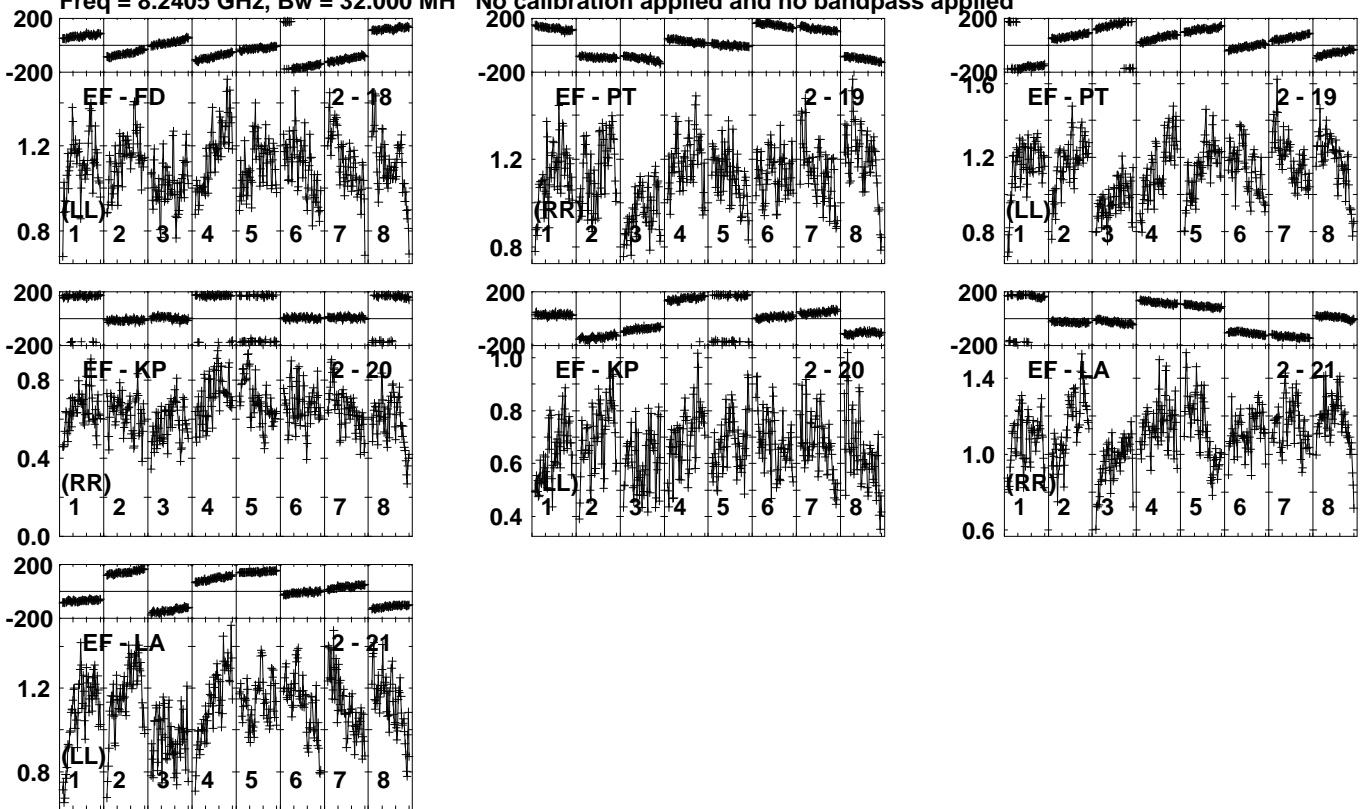 Freq = 8.2405 GHz, Bw = 32.000 MH No calibration applied and no bandpass applied
200
-200
EF - FD 2 - 18
1.2
(LL)
0.8
1 2 3 4 5 6 7 8
200
-200
EF - PT 2 - 19
1.2
(RR)
0.8
1 2 3 4 5 6 7 8
200
-200
1.6
EF - PT 2 - 19
1.2
(LL)
0.8
1 2 3 4 5 6 7 8
200
-200
EF - KP 2 - 20
0.8
0.4
(RR)
1 2 3 4 5 6 7 8
0.0
200
-200
1.0
EF - KP 2 - 20
0.8
0.6
(LL)
1 2 3 4 5 6 7 8
0.4
200
-200
EF - LA 2 - 21
1.4
1.0
(RR)
1 2 3 4 5 6 7 8
0.6
200
-200
EF - LA 2 - 21
1.2
(LL)
0.8
1 2 3 4 5 6 7 8